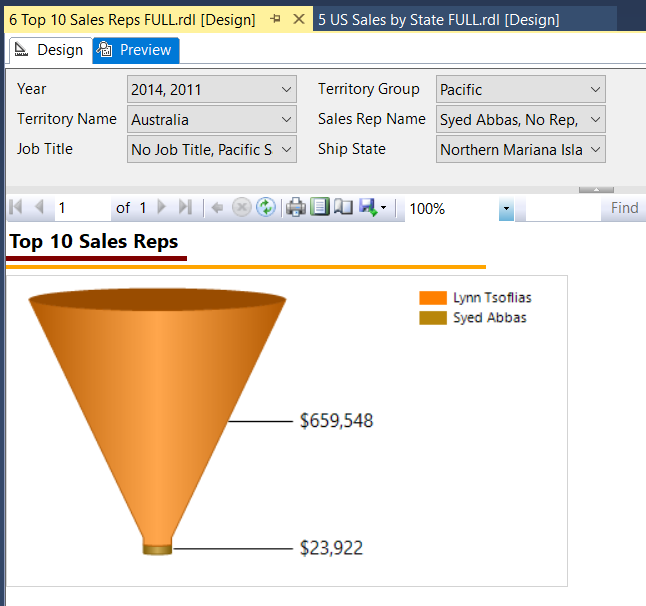 6 Top 10 Sales Reps FULL.rdl [Design] 5 US Sales by State FULL.rdl [Design]
Design Preview
Year 2014, 2011 Territory Group Pacific
Territory Name Australia Sales Rep Name Syed Abbas, No Rep,
Job Title No Job Title, Pacific S Ship State Northern Mariana Isla
1 of 1 100% Find
Top 10 Sales Reps
Lynn Tsoflias
Syed Abbas
$659,548
$23,922